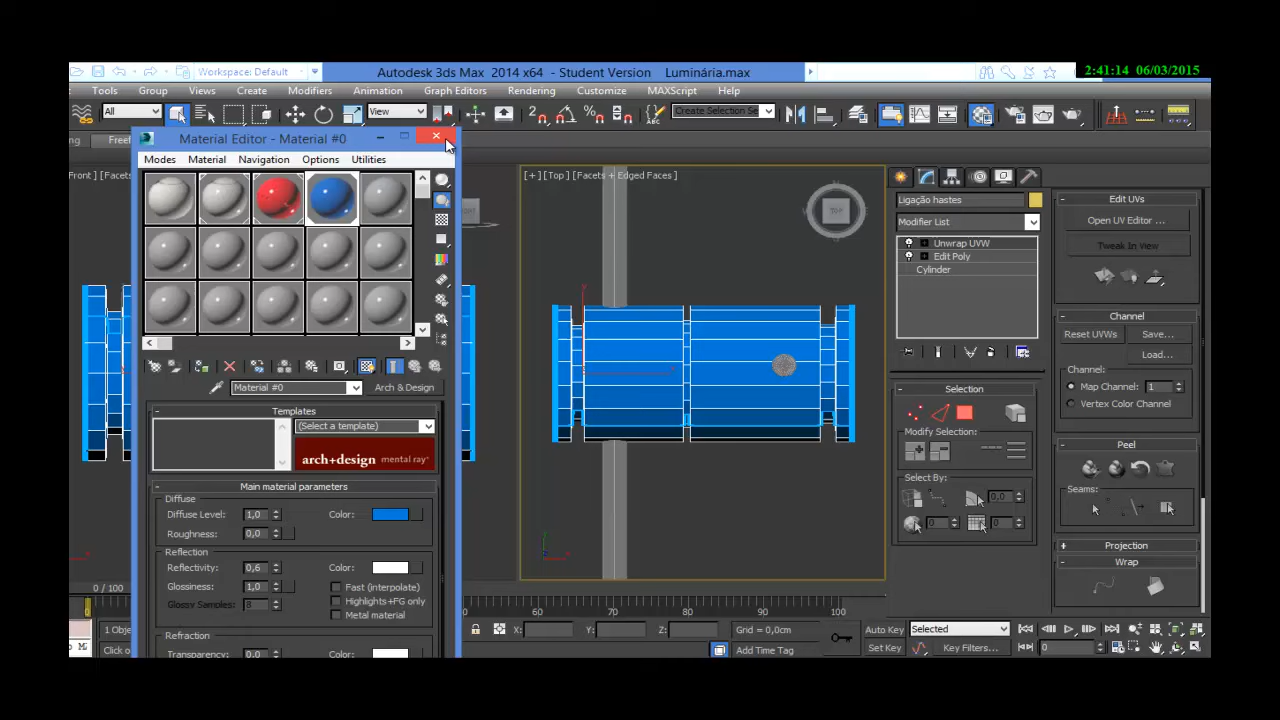 Workspace: Default
Autodesk 3ds Max 2014 x64 - Student Version Luminária.max
2:41:14 06/03/2015
Tools Group Views Create Modifiers Animation Graph Editors Rendering Customize MAXScript Help
All
View
Create Selection Se
Material Editor - Material #0
Modes Material Navigation Options Utilities
Front ] [Facets
[ + ] [Top ] [Facets + Edged Faces ]
TOP
Material #0
Arch & Design
Templates
(Select a template)
arch+design mental ray
Main material parameters
Diffuse
Diffuse Level: 1,0 Color:
Roughness: 0,0
Reflection
Reflectivity: 0,6 Color:
Glossiness: 1,0 Fast (interpolate)
Glossy Samples: 8 Highlights+FG only
Metal material
Refraction
Transparency: 0,0 Color:
Ligação hastes
Modifier List
Unwrap UVW
Edit Poly
Cylinder
Selection
Modify Selection:
Select By:
0,0
0
8
Edit UVs
Open UV Editor ...
Tweak In View
Channel
Reset UVWs Save...
Load...
Channel:
Map Channel: 1
Vertex Color Channel
Peel
Seams:
Projection
Wrap
0 / 100
0
60 70 80 90 100
1 Obje
Click o
X: Y: Z: Grid = 0,0cm
Add Time Tag
Auto Key Selected
Set Key Key Filters... 0